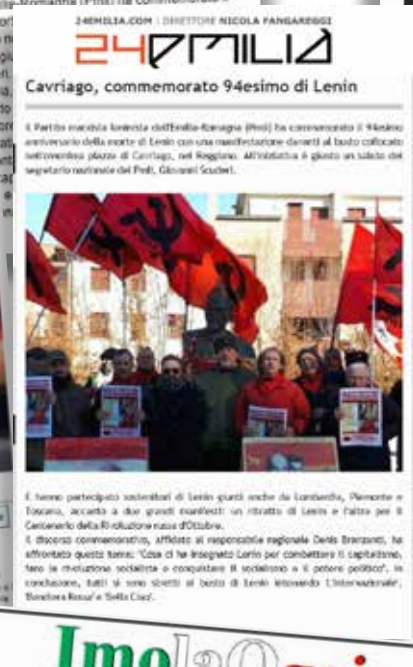 24EMILIA.COM | DIRETTORE NICOLA FANGAREGGI
24EMILIA
Cavriago, commemorato 94esimo di Lenin
Il Partito marxista leninista dell'Emilia-Romagna (Pmli) ha commemorato il 94esimo
anniversario della morte di Lenin con una manifestazione davanti al busto collocato
nell'omonima piazza di Cavriago, nel Reggiano. All'iniziativa è giunto un saluto del
segretario nazionale del Pmli, Giovanni Scuderi.
E hanno partecipato sostenitori di Lenin giunti anche da Lombardia, Piemonte e
Toscana, accanto a due grandi manifesti: un ritratto di Lenin e l'altro per il
Centenario della Rivoluzione russa d'Ottobre.
Il discorso commemorativo, affidato al responsabile regionale Denis Branzanti, ha
affrontato questo tema: "Cosa ci ha insegnato Lenin per combattere il capitalismo,
fare la rivoluzione socialista e conquistare il socialismo e il potere politico". In
conclusione, tutti si sono stretti al busto di Lenin intonando 'L'Internazionale',
'Bandiera Rossa' e 'Bella Ciao'.